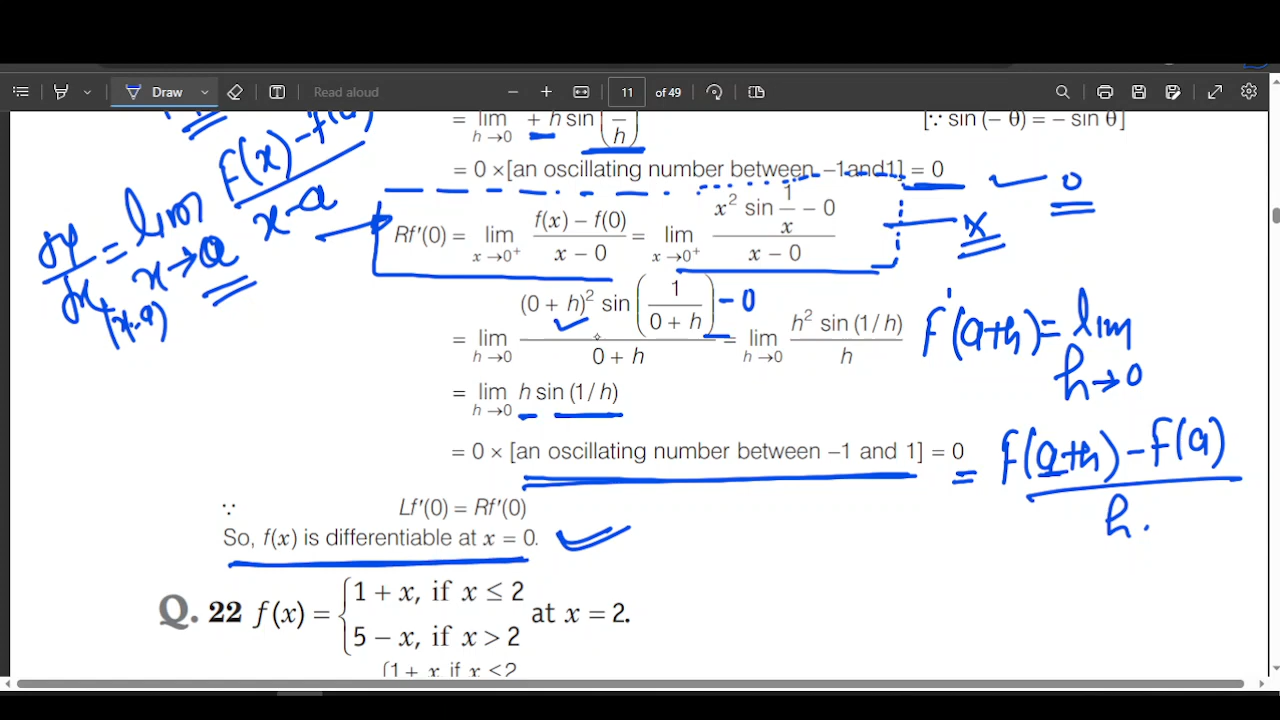 Draw
Read aloud
11 of 49
= lim h→0 + h sin [–/h]
[∵ sin (– θ) = – sin θ]
f(x) – f(a)
= 0 ×[an oscillating number between –1and1] = 0
0
dy/dx = lim x→a F(x) – f(a) / x – a
(x=a)
Rf′(0) = lim x→0⁺ f(x) – f(0) / x – 0 = lim x→0⁺ x² sin 1/x – 0 / x – 0
x
= lim h→0 (0 + h)² sin (1 / 0 + h) – 0 / 0 + h = lim h→0 h² sin (1/h) / h
F'(a+h) = lim h→0
= lim h→0 h sin (1/h)
= 0 × [an oscillating number between –1 and 1] = 0
= f(a+h) – f(a) / h.
∵ Lf′(0) = Rf′(0)
So, f(x) is differentiable at x = 0.
Q. 22 f(x) = {1 + x, if x ≤ 2
5 – x, if x > 2
at x = 2.
{1 + x if x <2